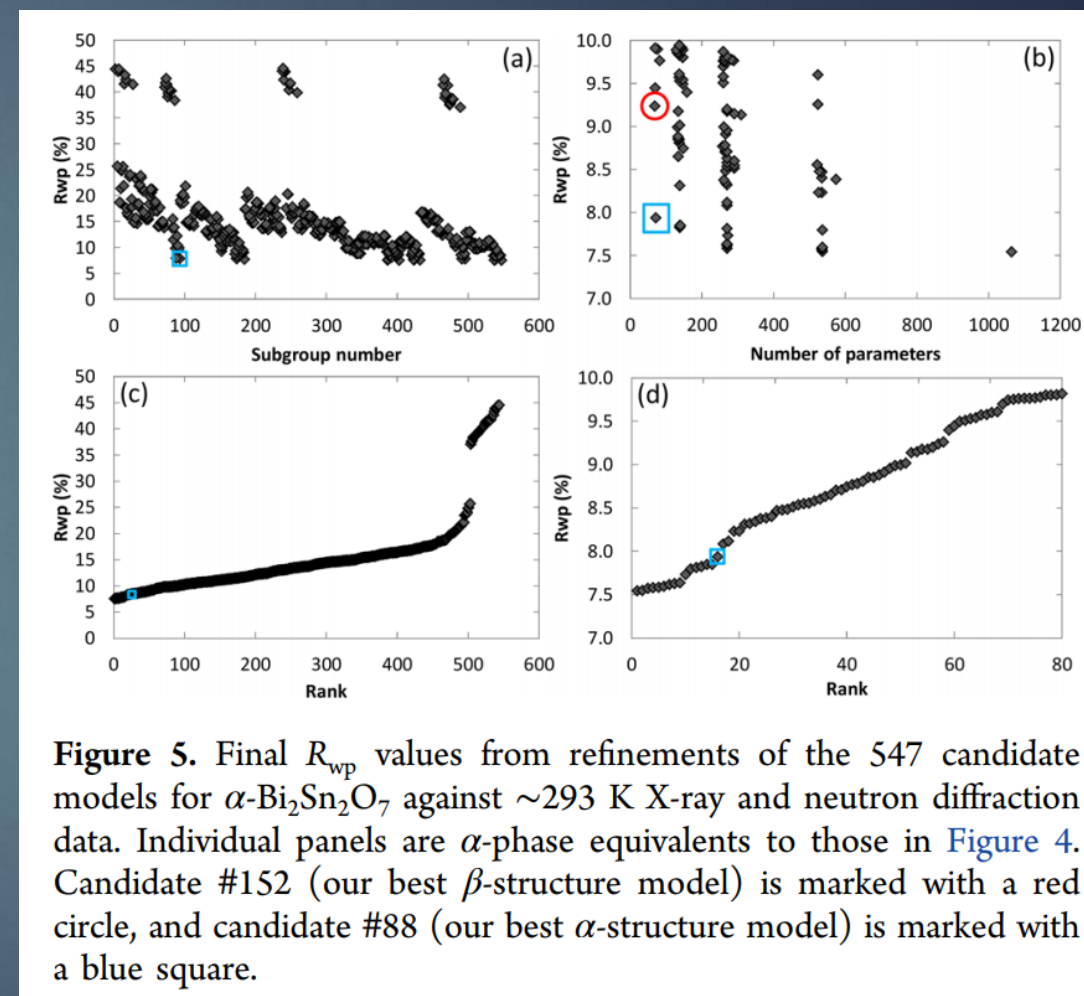 50
45
40
35
30
25
20
15
10
5
0
Rwp (%)
(a)
0 100 200 300 400 500 600
Subgroup number
10.0
9.5
9.0
8.5
8.0
7.5
7.0
Rwp (%)
(b)
0 200 400 600 800 1000 1200
Number of parameters
50
45
40
35
30
25
20
15
10
5
0
Rwp (%)
(c)
0 100 200 300 400 500 600
Rank
10.0
9.5
9.0
8.5
8.0
7.5
7.0
Rwp (%)
(d)
0 20 40 60 80
Rank
Figure 5. Final Rwp values from refinements of the 547 candidate
models for α-Bi₂Sn₂O₇ against ~293 K X-ray and neutron diffraction
data. Individual panels are α-phase equivalents to those in Figure 4.
Candidate #152 (our best β-structure model) is marked with a red
circle, and candidate #88 (our best α-structure model) is marked with
a blue square.